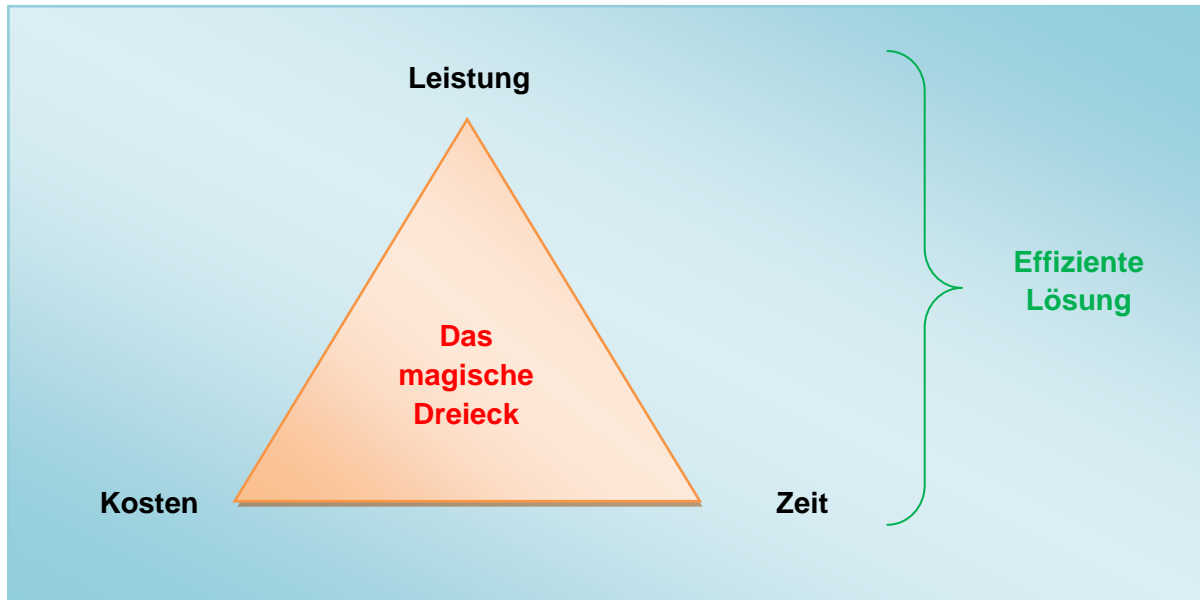 Leistung
Effiziente
Lösung
Das
magische
Dreieck
Kosten
Zeit